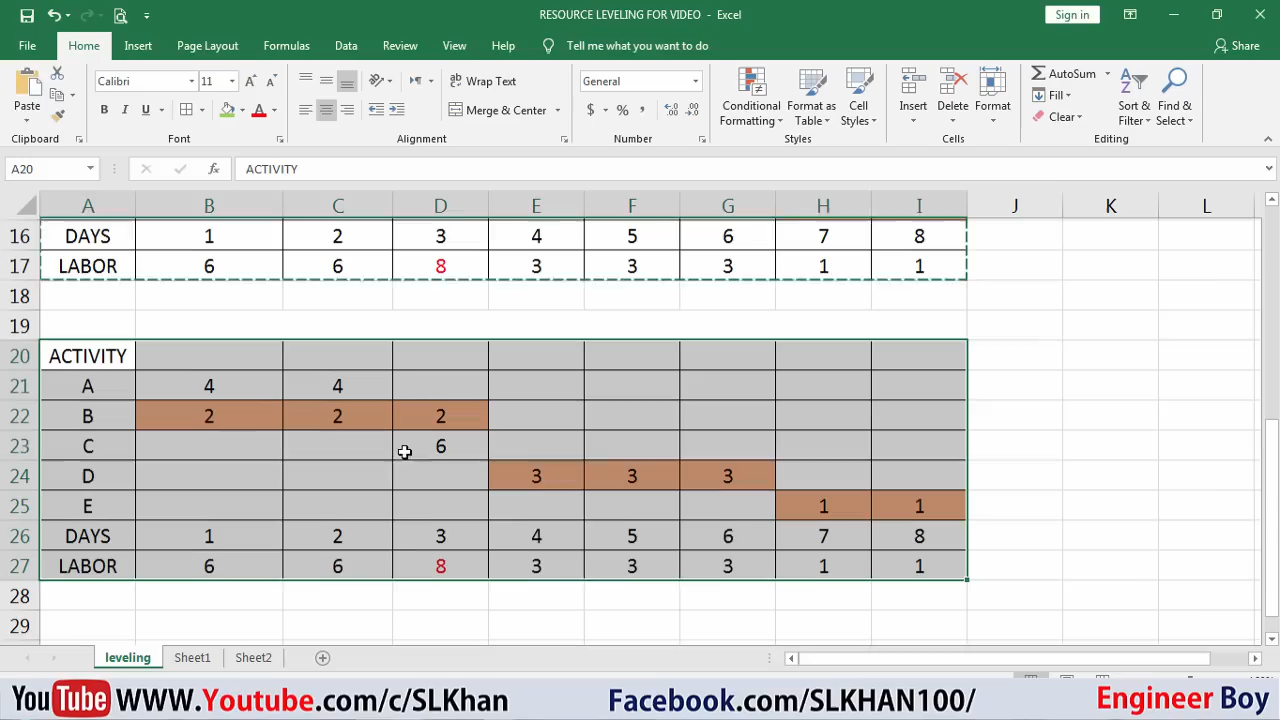 RESOURCE LEVELING FOR VIDEO - Excel
Sign in
File Home Insert Page Layout Formulas Data Review View Help Tell me what you want to do Share
Calibri 11 Wrap Text General AutoSum
Paste Conditional Formatting Format as Table Cell Styles Insert Delete Format Fill Sort & Filter Find & Select
B I U Merge & Center $ % , Clear
Clipboard Font Alignment Number Styles Cells Editing
A20 fx ACTIVITY
A B C D E F G H I J K L
16 DAYS 1 2 3 4 5 6 7 8
17 LABOR 6 6 8 3 3 3 1 1
18
19
20 ACTIVITY
21 A 4 4
22 B 2 2 2
23 C 6
24 D 3 3 3
25 E 1 1
26 DAYS 1 2 3 4 5 6 7 8
27 LABOR 6 6 8 3 3 3 1 1
28
29
leveling Sheet1 Sheet2
YouTube WWW.Youtube.com/c/SLKhan Facebook.com/SLKHAN100/ Engineer Boy